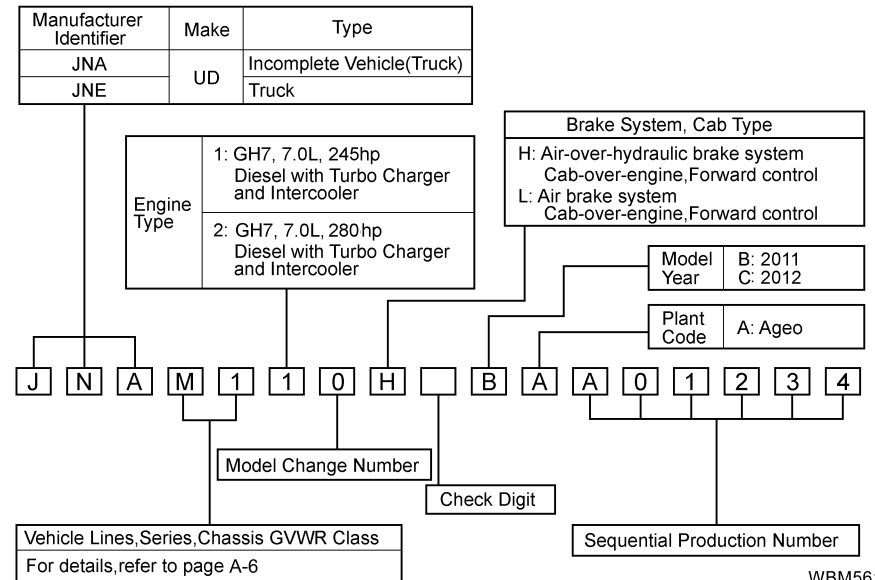 Manufacturer Identifier Make Type
JNA UD Incomplete Vehicle(Truck)
JNE Truck
Engine Type
1: GH7, 7.0L, 245hp
Diesel with Turbo Charger
and Intercooler
2: GH7, 7.0L, 280hp
Diesel with Turbo Charger
and Intercooler
Brake System, Cab Type
H: Air-over-hydraulic brake system
Cab-over-engine,Forward control
L: Air brake system
Cab-over-engine,Forward control
Model Year
B: 2011
C: 2012
Plant Code
A: Ageo
J N A M 1 1 0 H B A A 0 1 2 3 4
Model Change Number
Check Digit
Vehicle Lines,Series,Chassis GVWR Class
For details,refer to page A-6
Sequential Production Number